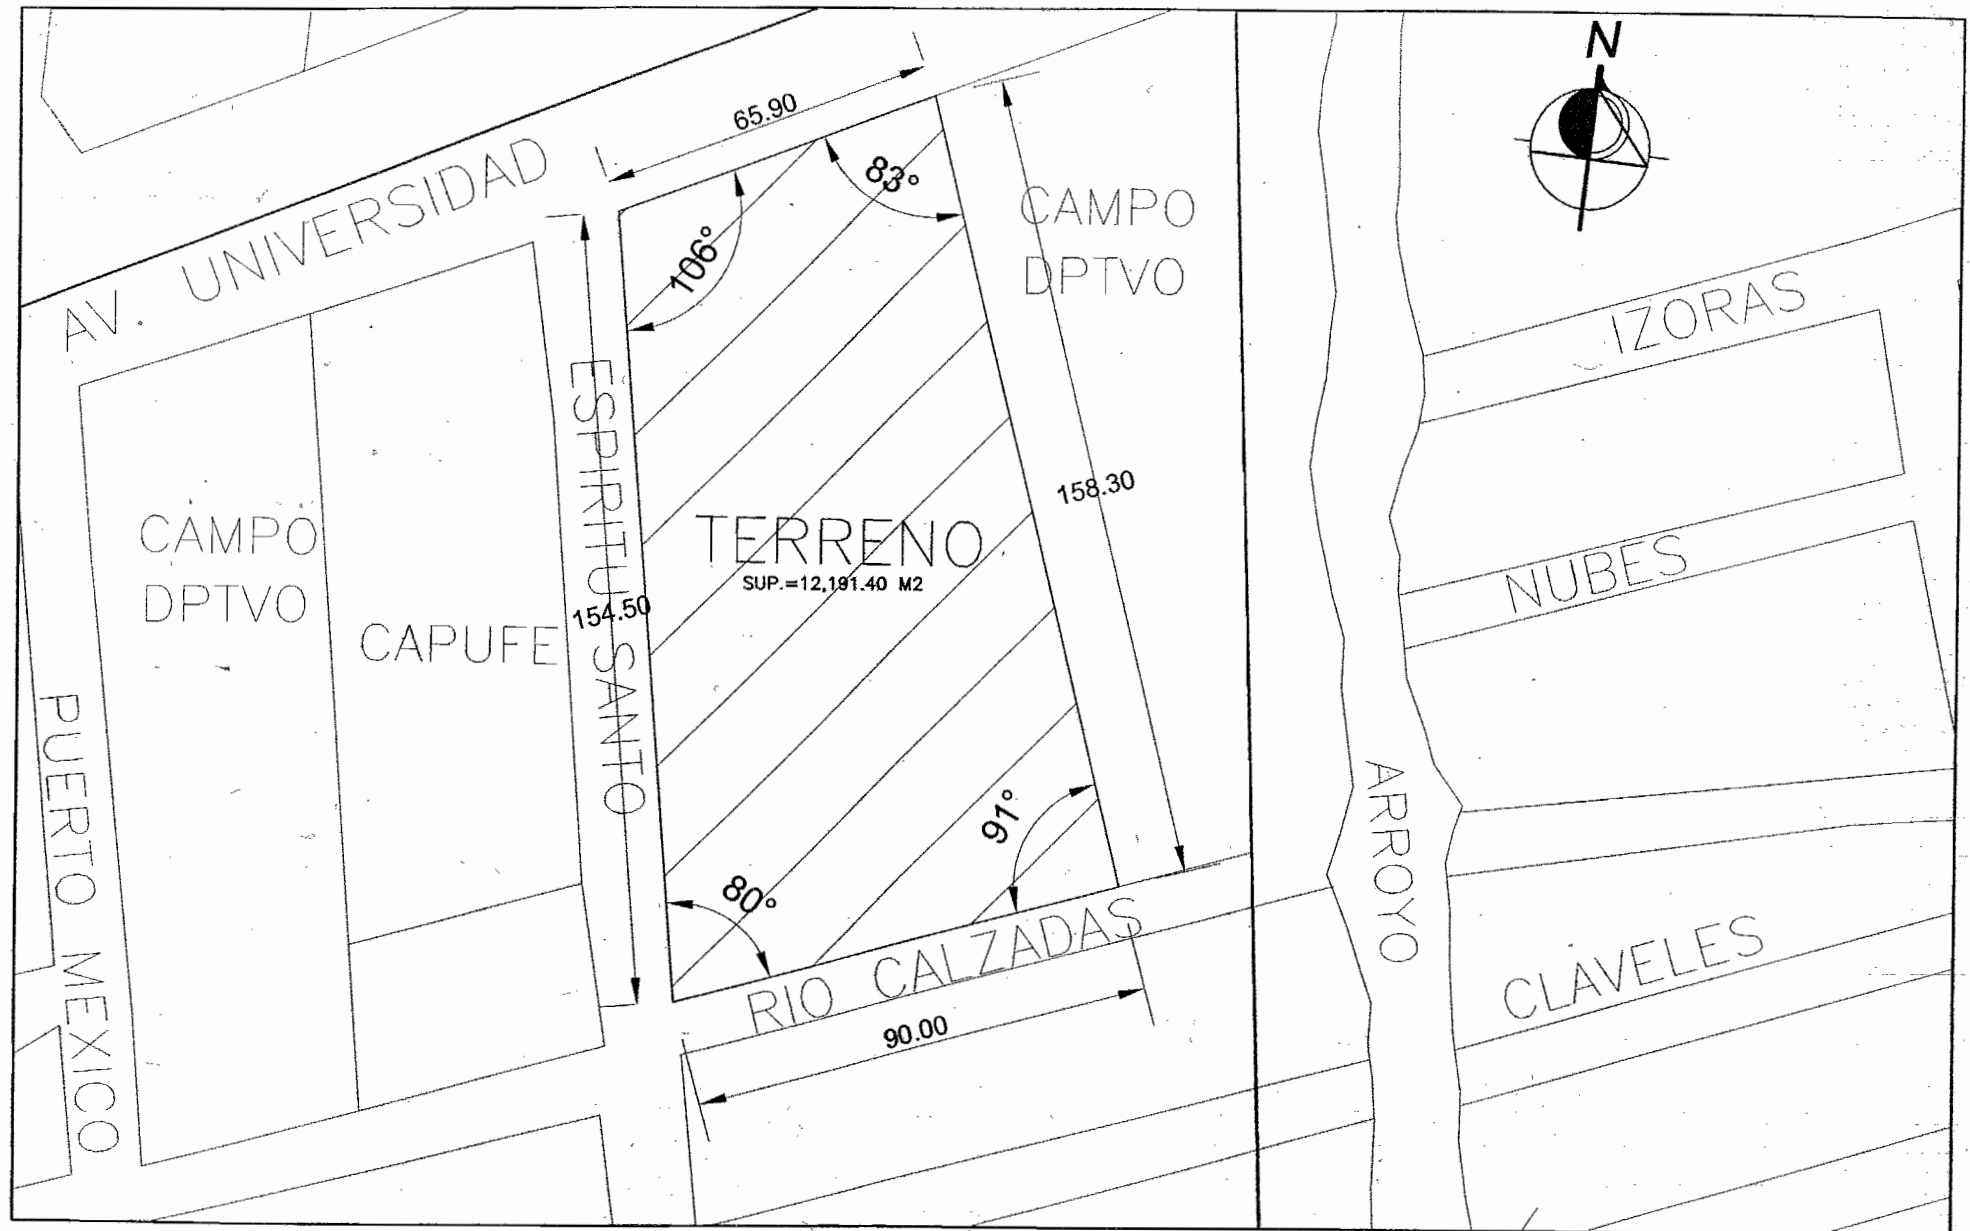 N
65.90
AV. UNIVERSIDAD
83°
106°
CAMPO
DPTVO
IZORAS
ESPIRITU SANTO
158.30
TERRENO
SUP.=12,191.40 M2
CAMPO
DPTVO
154.50
CAPUFE
NUBES
PUERTO MEXICO
91°
80°
ARROYO
RIO CALZADAS
90.00
CLAVELES